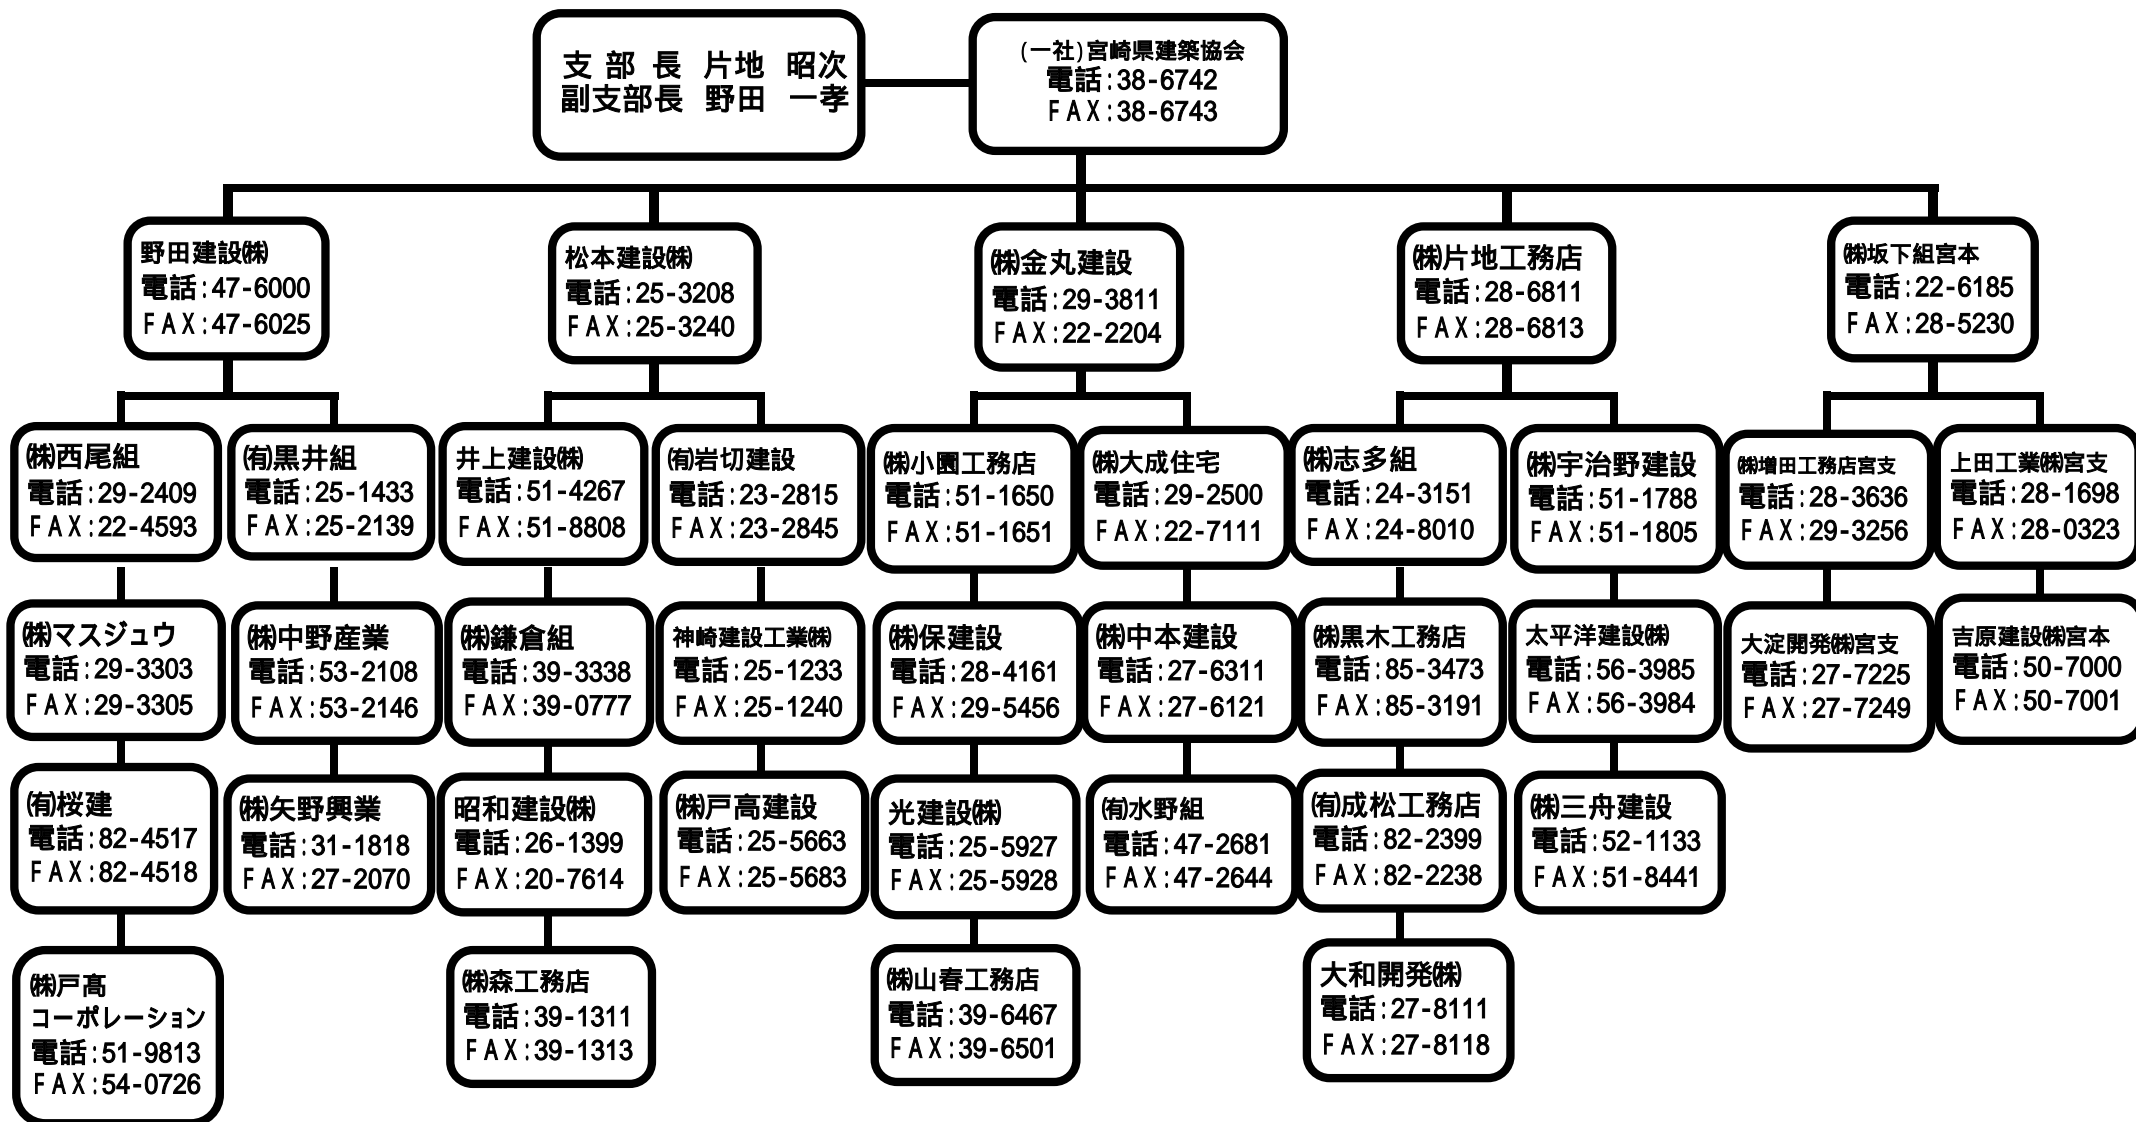 支 部 長 片地 昭次
副支部長 野田 一孝
(一社)宮崎県建築協会
電話:38-6742
FAX:38-6743
野田建設㈱
電話:47-6000
FAX:47-6025
松本建設㈱
電話:25-3208
FAX:25-3240
㈱金丸建設
電話:29-3811
FAX:22-2204
㈱片地工務店
電話:28-6811
FAX:28-6813
㈱坂下組宮本
電話:22-6185
FAX:28-5230
㈱西尾組
電話:29-2409
FAX:22-4593
㈲黒井組
電話:25-1433
FAX:25-2139
井上建設㈱
電話:51-4267
FAX:51-8808
㈲岩切建設
電話:23-2815
FAX:23-2845
㈱小園工務店
電話:51-1650
FAX:51-1651
㈱大成住宅
電話:29-2500
FAX:22-7111
㈱志多組
電話:24-3151
FAX:24-8010
㈱宇治野建設
電話:51-1788
FAX:51-1805
㈱増田工務店宮支
電話:28-3636
FAX:29-3256
上田工業㈱宮支
電話:28-1698
FAX:28-0323
㈱マスジュウ
電話:29-3303
FAX:29-3305
㈱中野産業
電話:53-2108
FAX:53-2146
㈱鎌倉組
電話:39-3338
FAX:39-0777
神崎建設工業㈱
電話:25-1233
FAX:25-1240
㈱保建設
電話:28-4161
FAX:29-5456
㈱中本建設
電話:27-6311
FAX:27-6121
㈱黒木工務店
電話:85-3473
FAX:85-3191
太平洋建設㈱
電話:56-3985
FAX:56-3984
大淀開発㈱宮支
電話:27-7225
FAX:27-7249
吉原建設㈱宮本
電話:50-7000
FAX:50-7001
㈲桜建
電話:82-4517
FAX:82-4518
㈱矢野興業
電話:31-1818
FAX:27-2070
昭和建設㈱
電話:26-1399
FAX:20-7614
㈱戸高建設
電話:25-5663
FAX:25-5683
光建設㈱
電話:25-5927
FAX:25-5928
㈲水野組
電話:47-2681
FAX:47-2644
㈲成松工務店
電話:82-2399
FAX:82-2238
㈱三舟建設
電話:52-1133
FAX:51-8441
㈱戸髙
コーポレーション
電話:51-9813
FAX:54-0726
㈱森工務店
電話:39-1311
FAX:39-1313
㈱山春工務店
電話:39-6467
FAX:39-6501
大和開発㈱
電話:27-8111
FAX:27-8118